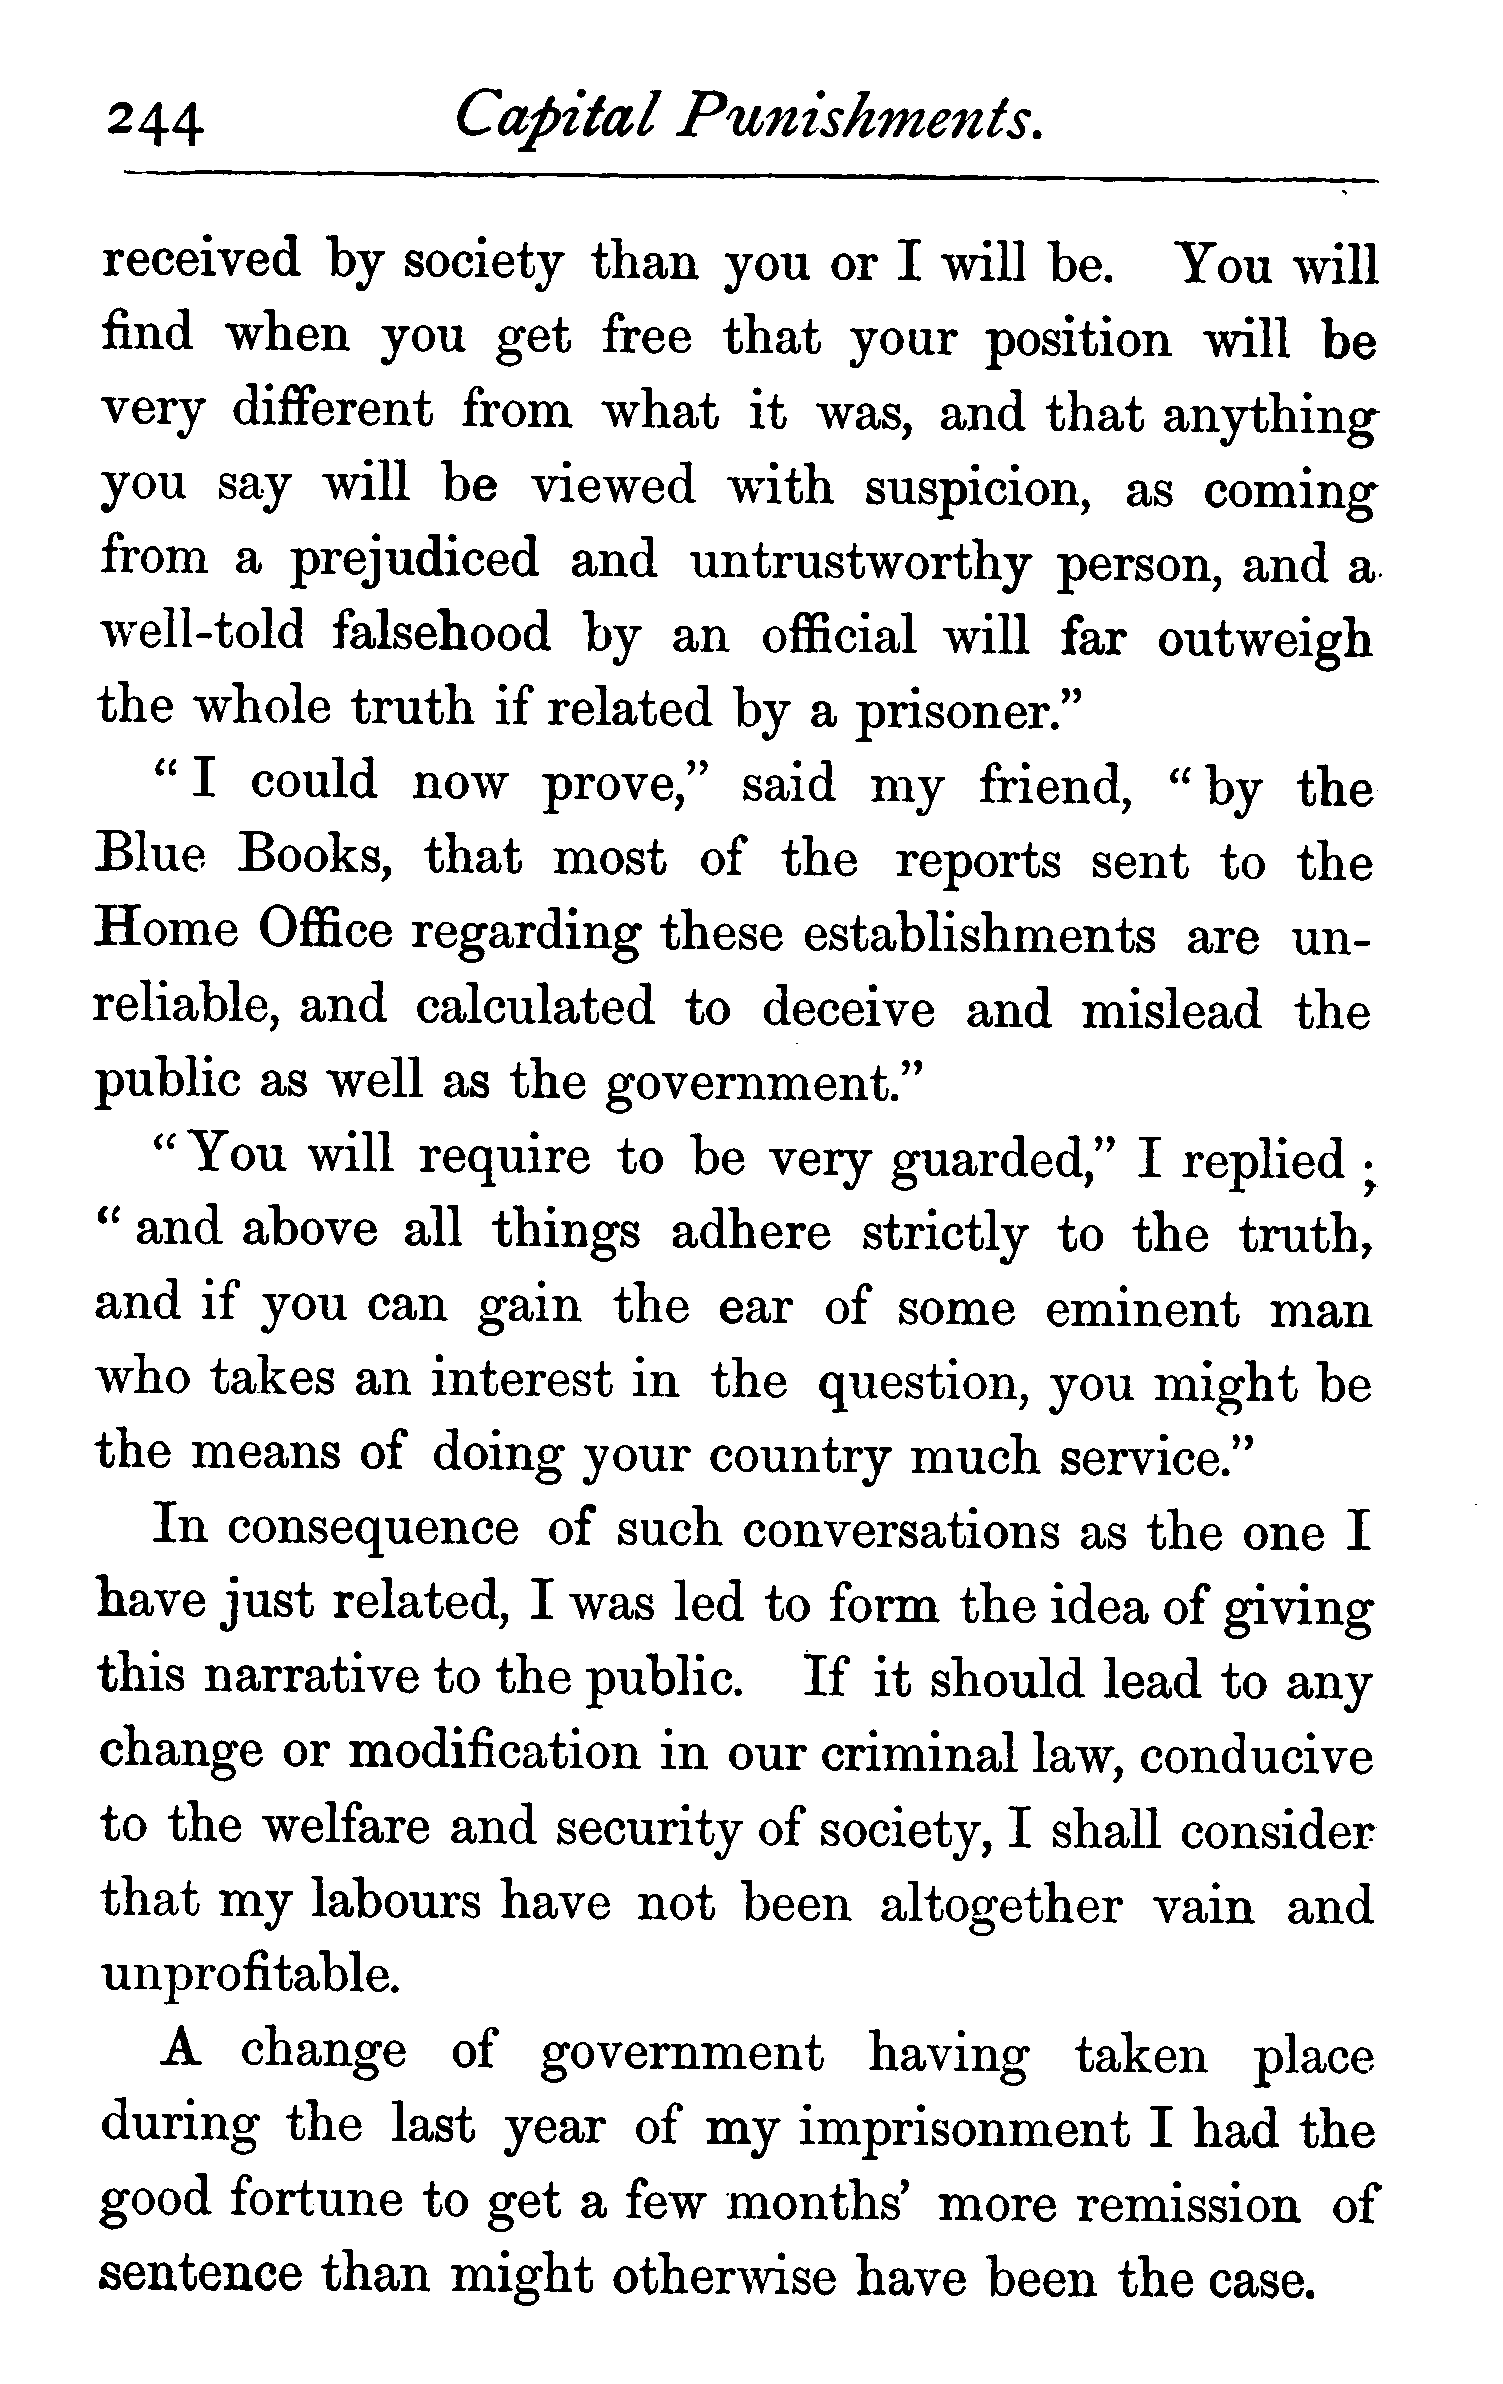 244 Capital Punishments.
received by society than you or I will be. You will
find when you get free that your position will be
very different from what it was, and that anything
you say will be viewed with suspicion, as coming
from a prejudiced and untrustworthy person, and a
well-told falsehood by an official will far outweigh
the whole truth if related by a prisoner.”
“ I could now prove,” said my friend, “ by the
Blue Books, that most of the reports sent to the
Home Office regarding these establishments are un-
reliable, and calculated to deceive and mislead the
public as well as the government.”
“ You will require to be very guarded,” I replied ;
“ and above all things adhere strictly to the truth,
and if you can gain the ear of some eminent man
who takes an interest in the question, you might be
the means of doing your country much service.”
In consequence of such conversations as the one I
have just related, I was led to form the idea of giving
this narrative to the public. If it should lead to any
change or modification in our criminal law, conducive
to the welfare and security of society, I shall consider
that my labours have not been altogether vain and
unprofitable.
A change of government having taken place
during the last year of my imprisonment I had the
good fortune to get a few months’ more remission of
sentence than might otherwise have been the case.